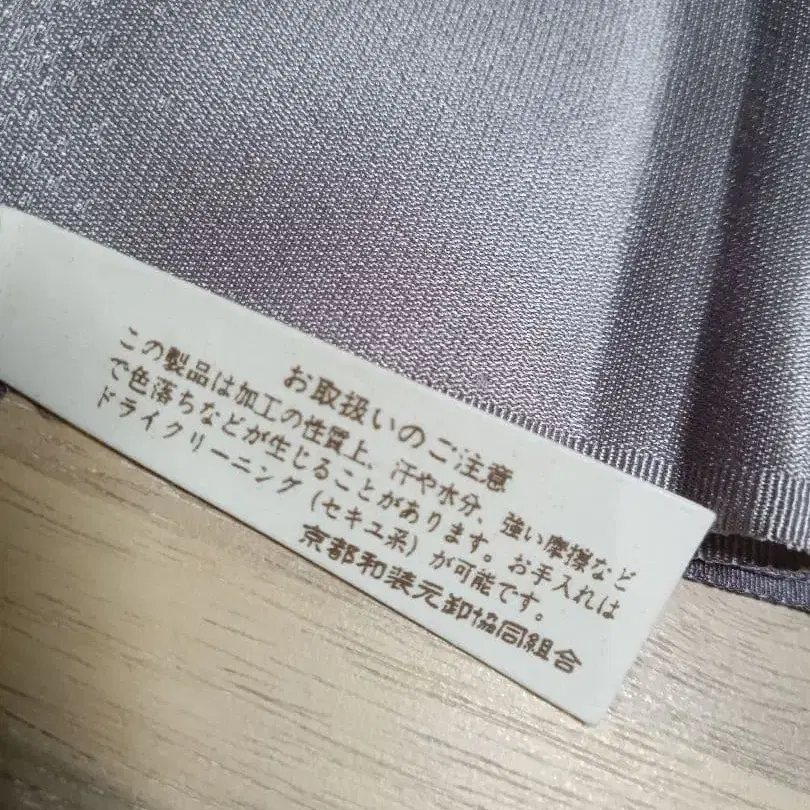 お取扱いのご注意
この製品は加工の性質上、汗や水分、強い摩擦など
で色落ちなどが生じることがあります。お手入れは
ドライクリーニング（セキユ系）が可能です。
京都和装元卸協同組合